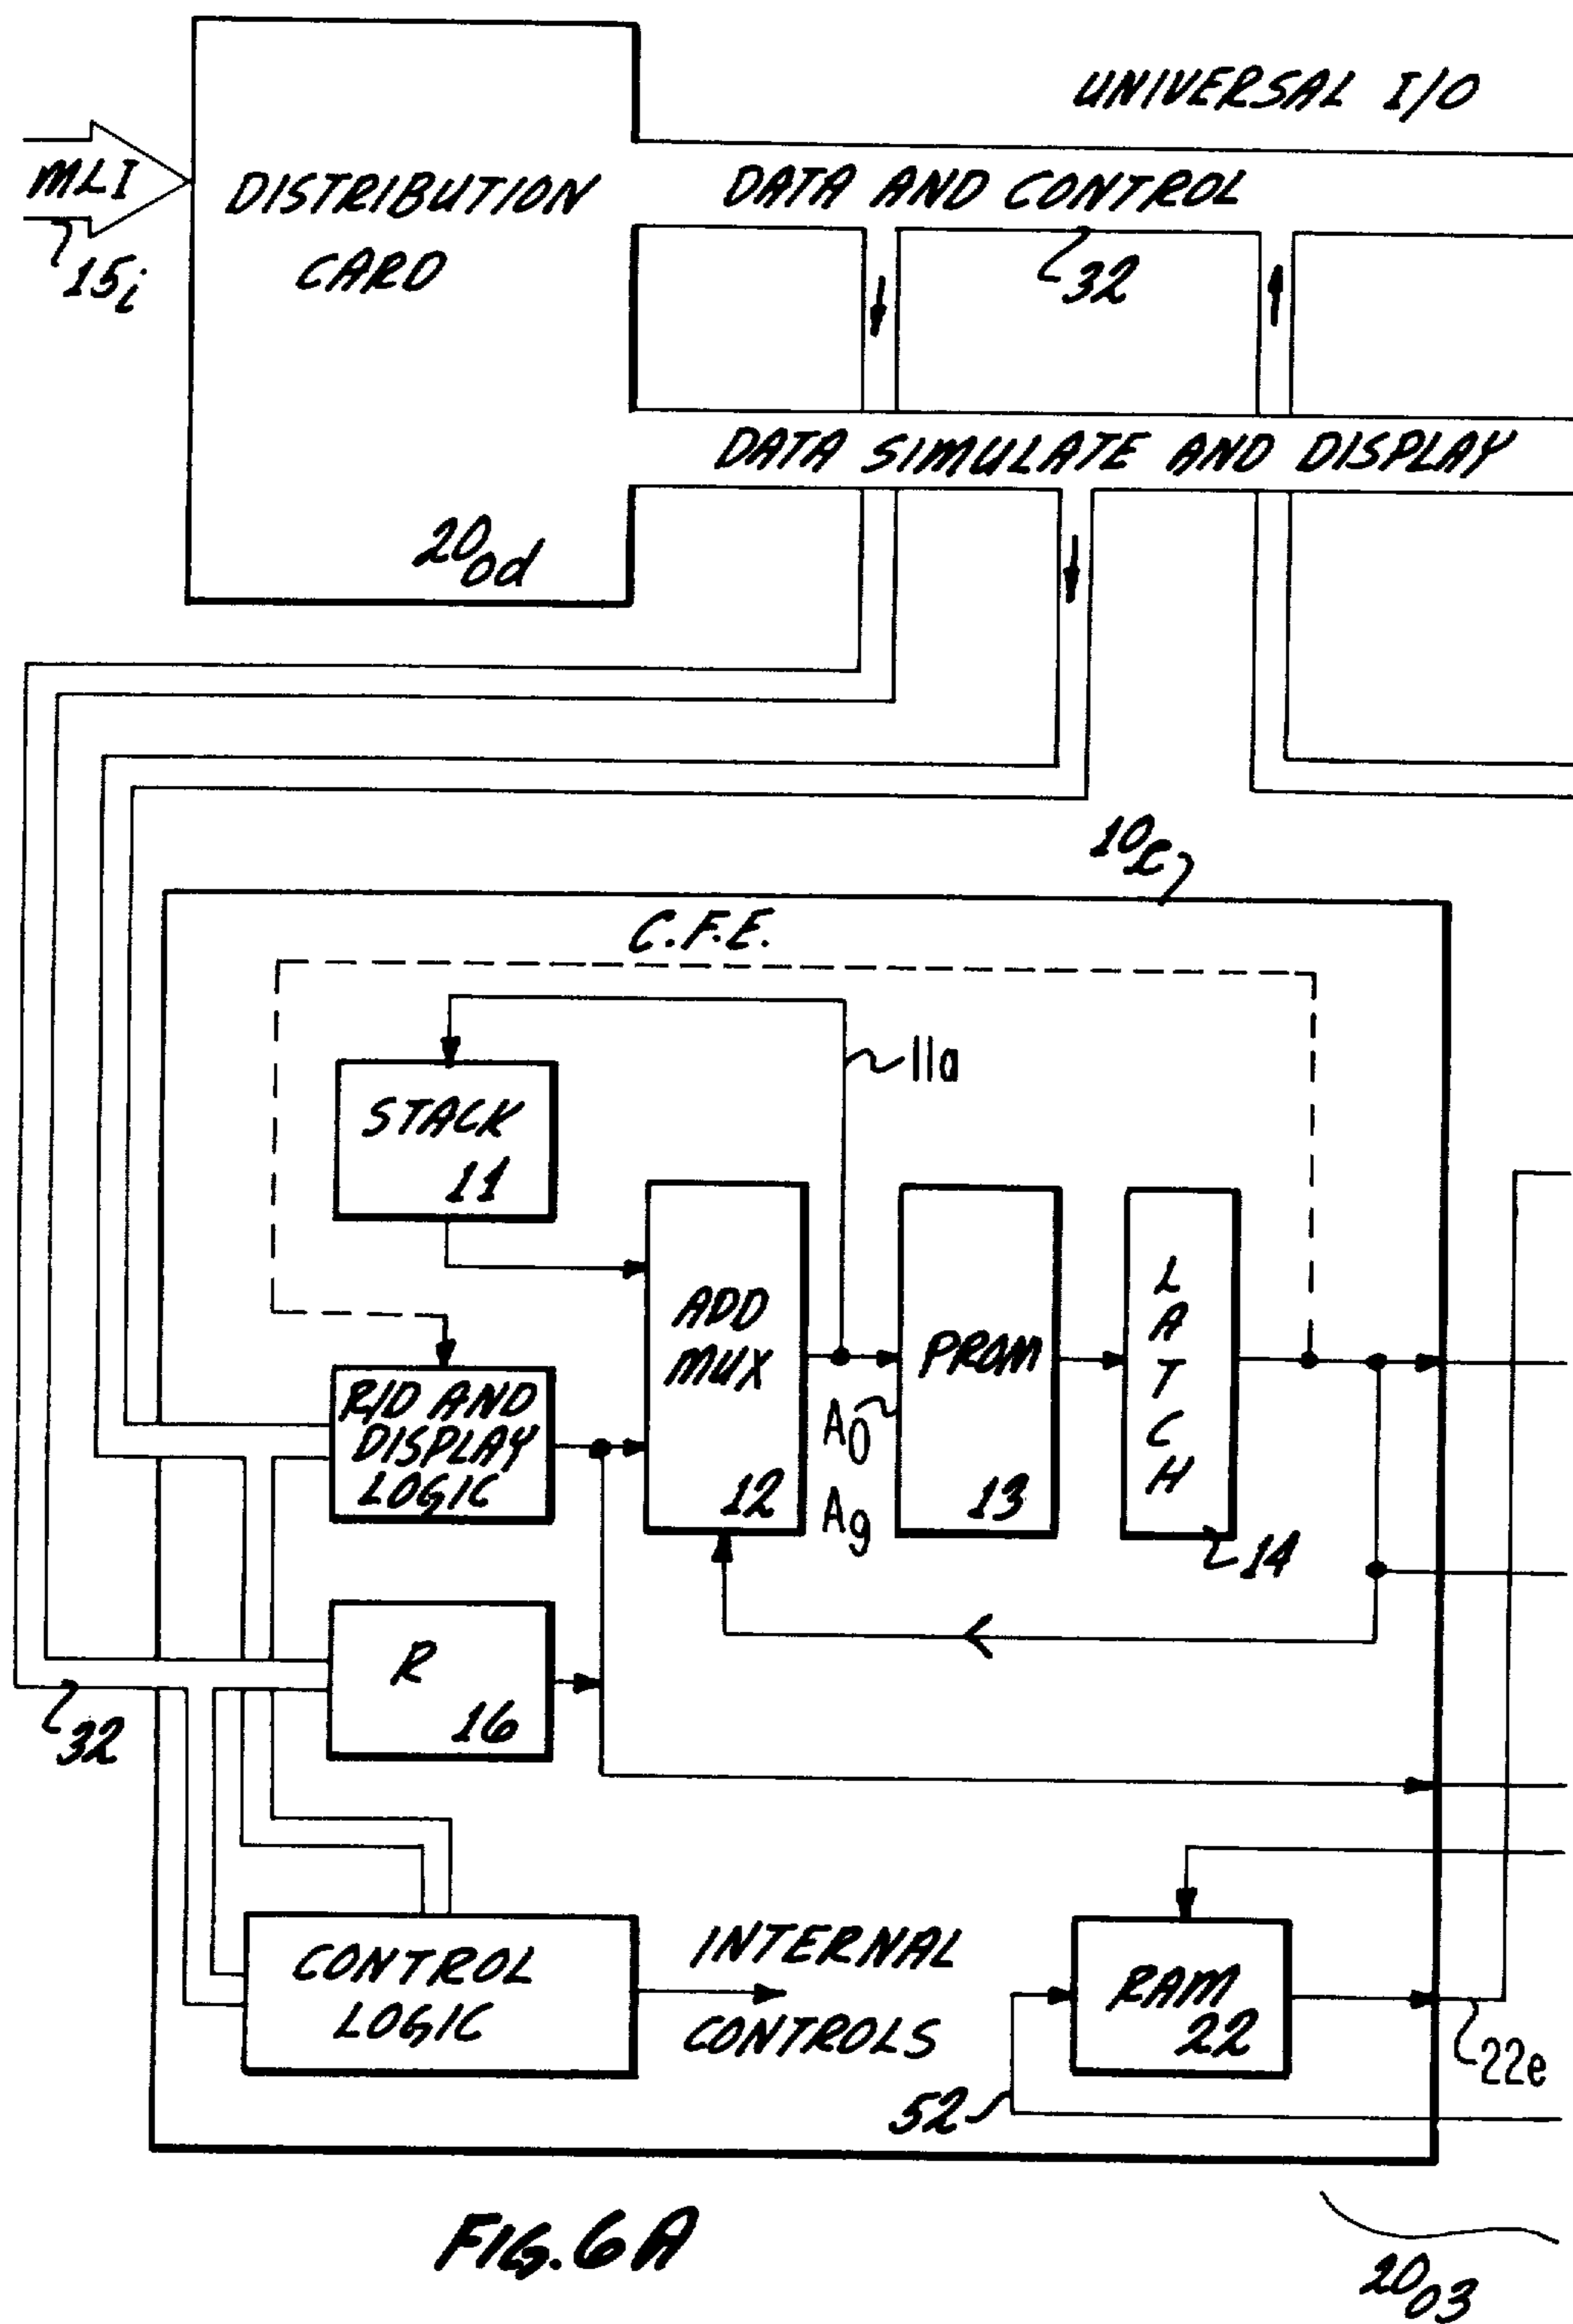 UNIVERSAL I/O
MLI
15i
DISTRIBUTION
CARD
20od
DATA AND CONTROL
32
DATA SIMULATE AND DISPLAY
10c
C.F.E.
11a
STACK
11
ADD
MUX
12
A0
A9
PROM
13
LATCH
14
R/D AND
DISPLAY
LOGIC
R
16
32
CONTROL
LOGIC
INTERNAL
CONTROLS
RAM
22
22e
52
FIG. 6A
2003